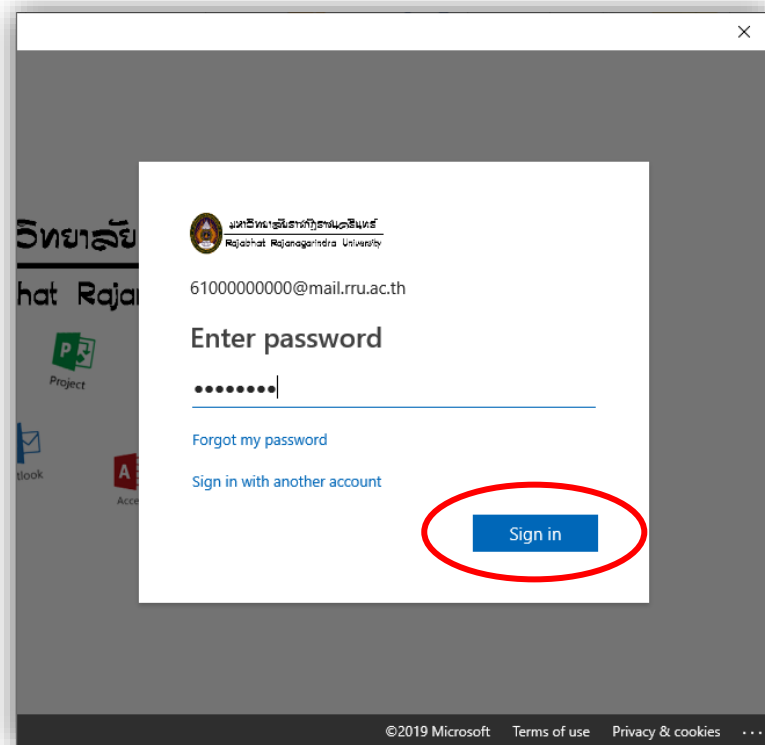 มหาวิทยาลัยราชภัฏราชนครินทร์
Rajabhat Rajanagarindra University
61000000000@mail.rru.ac.th
Enter password
••••••••
Forgot my password
Sign in with another account
Sign in
วิทยาลัย
hat Raja
P
Project
tlook
A
Acce
©2019 Microsoft Terms of use Privacy & cookies ...